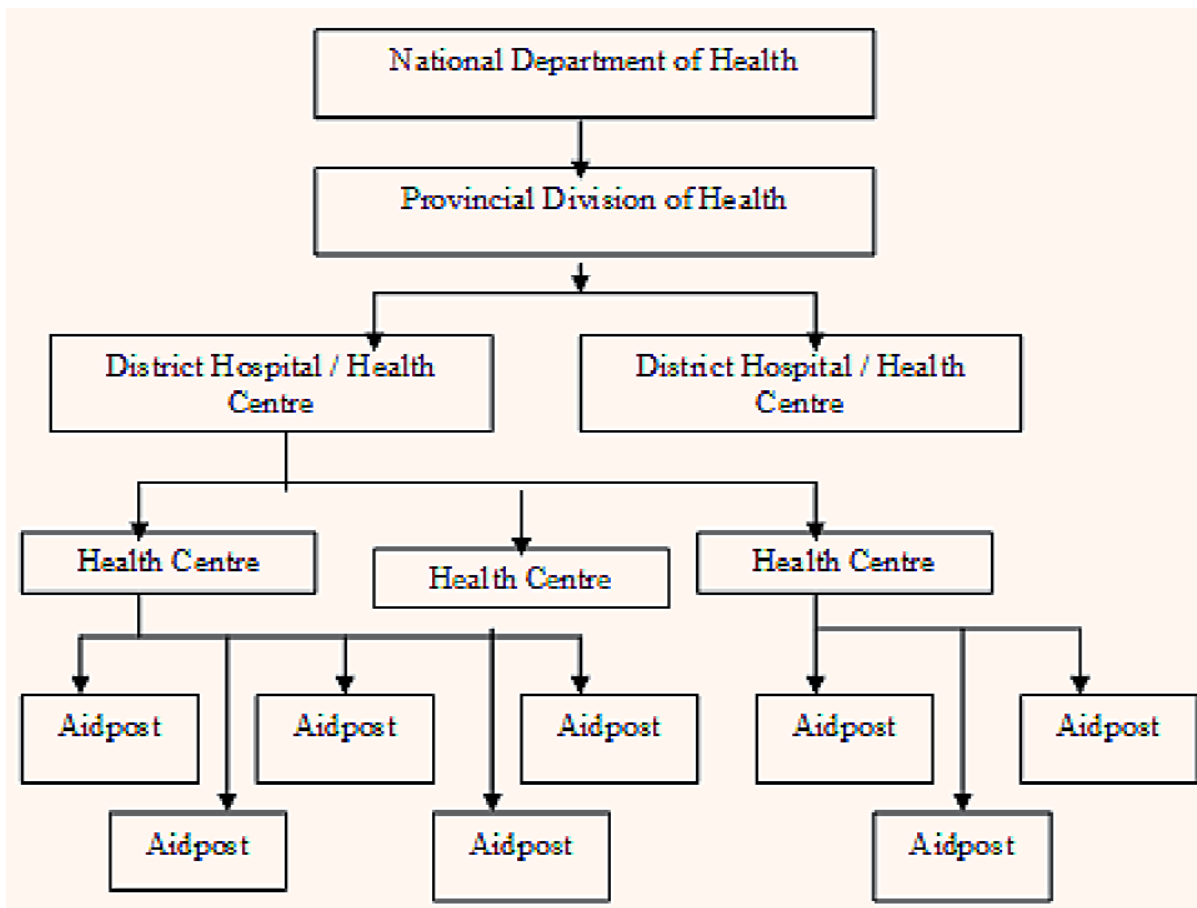 National Department of Health
Provincial Division of Health
District Hospital / Health
Centre
District Hospital / Health
Centre
Health Centre
Health Centre
Health Centre
Aidpost
Aidpost
Aidpost
Aidpost
Aidpost
Aidpost
Aidpost
Aidpost